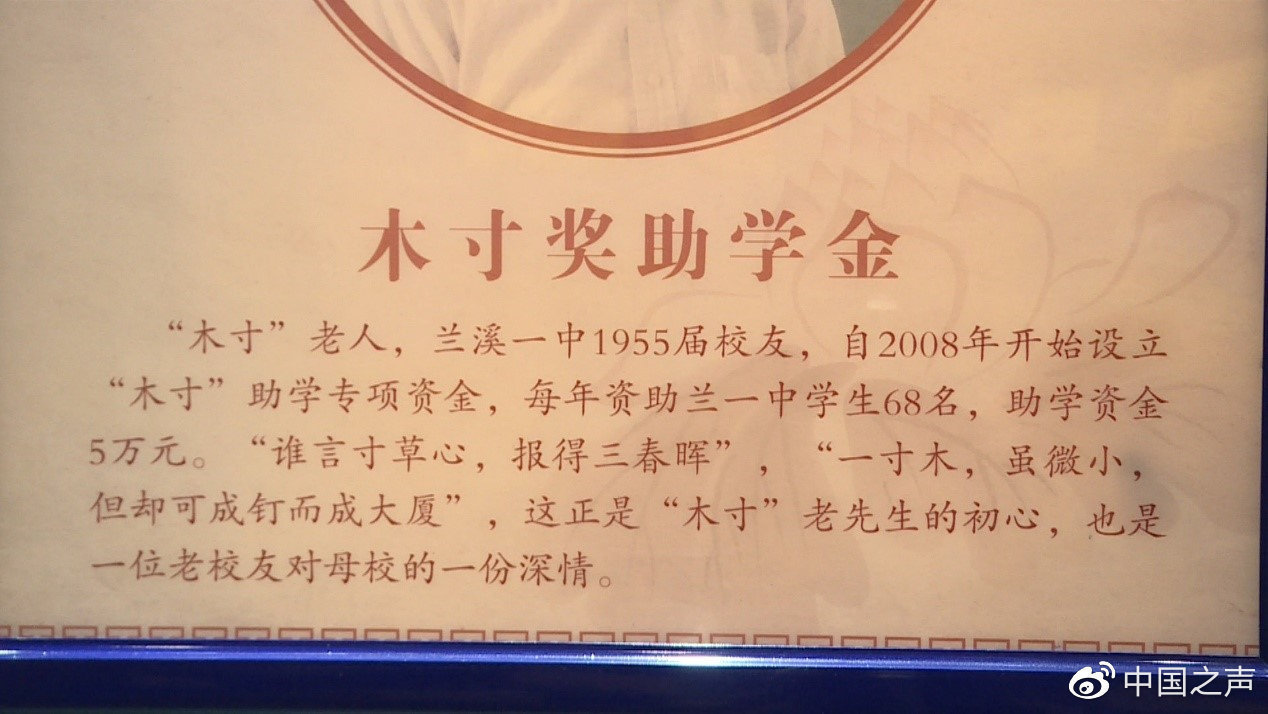 木寸奖助学金
“木寸”老人，兰溪一中1955届校友，自2008年开始设立
“木寸”助学专项资金，每年资助兰一中学生68名，助学资金
5万元。“谁言寸草心，报得三春晖”，“一寸木，虽微小，
但却可成钉而成大厦”，这正是“木寸”老先生的初心，也是
一位老校友对母校的一份深情。
中国之声